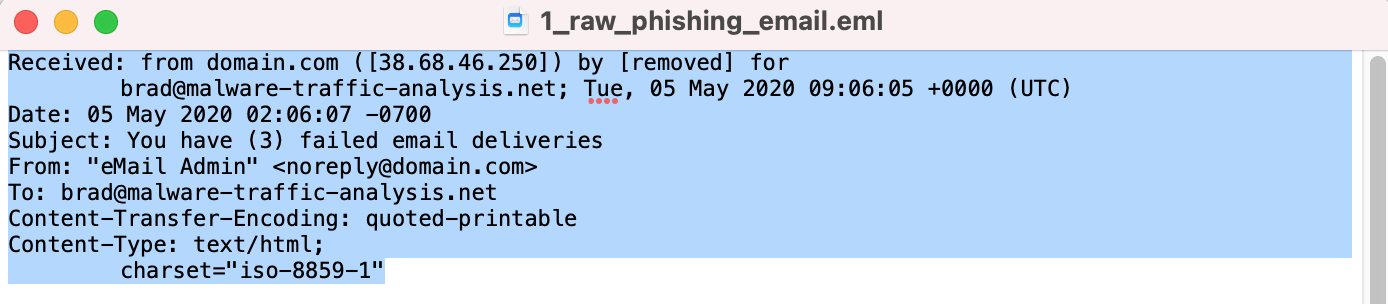 1_raw_phishing_email.eml
Received: from domain.com ([38.68.46.250]) by [removed] for
brad@malware-traffic-analysis.net; Tue, 05 May 2020 09:06:05 +0000 (UTC)
Date: 05 May 2020 02:06:07 -0700
Subject: You have (3) failed email deliveries
From: "eMail Admin" <noreply@domain.com>
To: brad@malware-traffic-analysis.net
Content-Transfer-Encoding: quoted-printable
Content-Type: text/html;
charset="iso-8859-1"